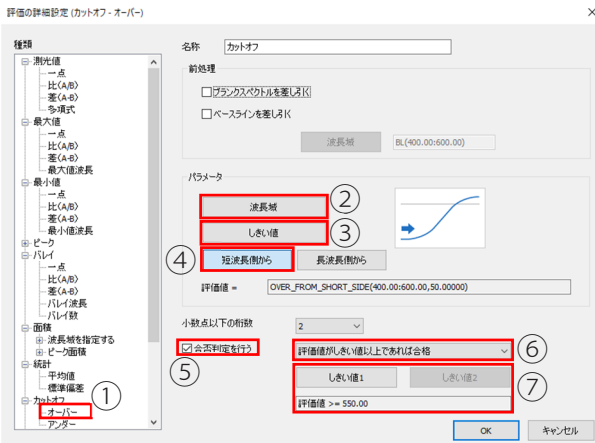 評価の詳細設定 (カットオフ - オーバー)
種類
測光値
一点
比(A/B)
差(A-B)
多項式
最大値
一点
比(A/B)
差(A-B)
最大値波長
最小値
一点
比(A/B)
差(A-B)
最小値波長
ピーク
バレイ
一点
比(A/B)
差(A-B)
バレイ波長
バレイ数
面積
波長域を指定する
ピーク面積
統計
平均値
標準偏差
カットオフ
①
オーバー
アンダー
名称 カットオフ
前処理
ブランクスペクトルを差し引く
ベースラインを差し引く
波長域 BL(400.00:600.00)
パラメータ
波長域 ②
しきい値 ③
④ 短波長側から 長波長側から
評価値 = OVER_FROM_SHORT_SIDE(400.00:600.00,50.00000)
小数点以下の桁数 2
合否判定を行う 評価値がしきい値以上であれば合格 ⑥
⑤
しきい値1 しきい値2 ⑦
評価値 >= 550.00
OK キャンセル